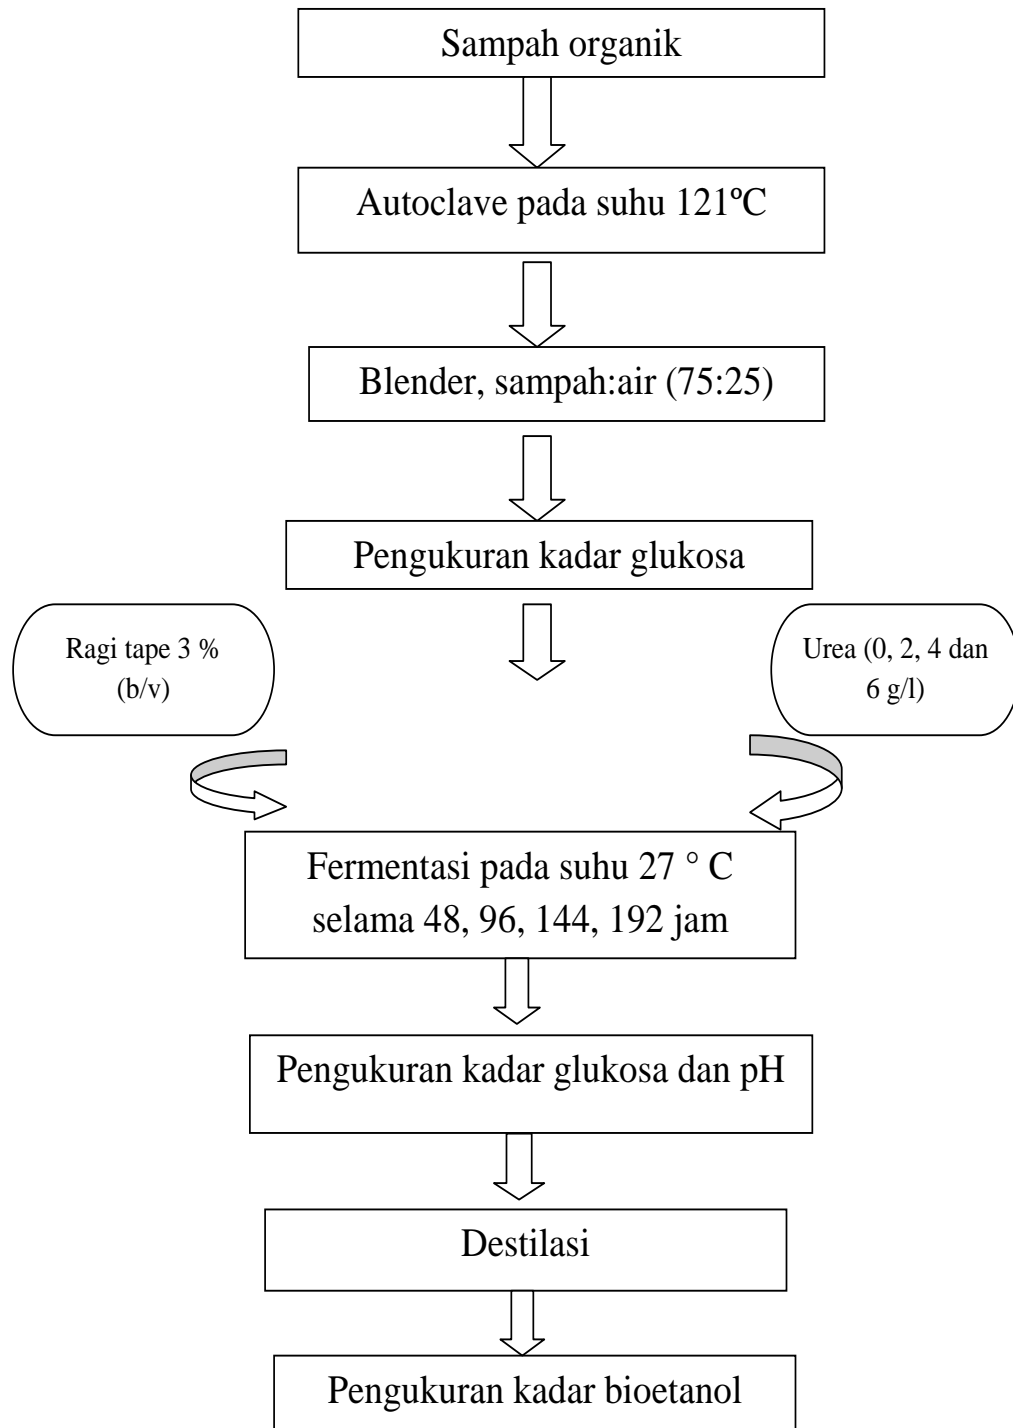 Sampah organik
Autoclave pada suhu 121ºC
Blender, sampah:air (75:25)
Pengukuran kadar glukosa
Ragi tape 3 %
(b/v)
Urea (0, 2, 4 dan
6 g/l)
Fermentasi pada suhu 27 ° C
selama 48, 96, 144, 192 jam
Pengukuran kadar glukosa dan pH
Destilasi
Pengukuran kadar bioetanol